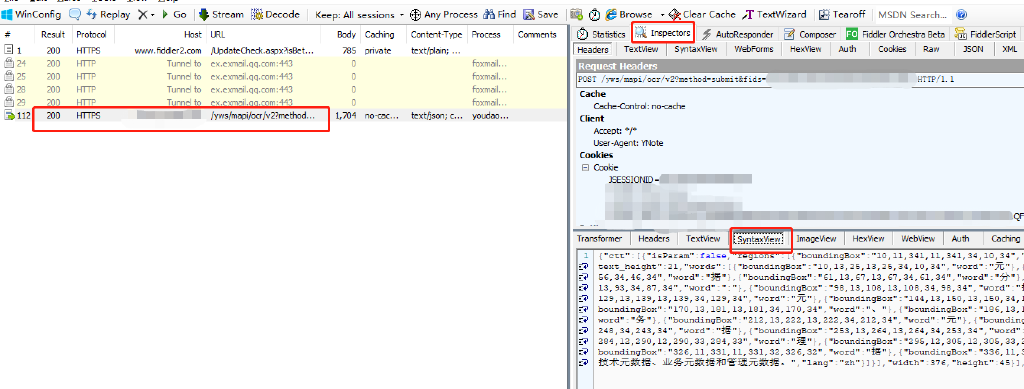 WinConfig Replay Go Stream Decode Keep: All sessions Any Process Find Save Browse Clear Cache TextWizard Tearoff MSDN Search...
# Result Protocol Host URL Body Caching Content-Type Process Comments
1 200 HTTPS www.fiddler2.com /UpdateCheck.aspx?isBet... 785 private text/plain; ...
24 200 HTTP Tunnel to ex.exmail.qq.com:443 0 foxmail...
25 200 HTTP Tunnel to ex.exmail.qq.com:443 0 foxmail...
28 200 HTTP Tunnel to ex.exmail.qq.com:443 0 foxmail...
29 200 HTTP Tunnel to ex.exmail.qq.com:443 0 foxmail...
112 200 HTTPS /yws/mapi/ocr/v2?method... 1,704 no-cac... text/json; c... youdao...
Statistics Inspectors AutoResponder Composer FO Fiddler Orchestra Beta FiddlerScript
Headers TextView SyntaxView WebForms HexView Auth Cookies Raw JSON XML
Request Headers
POST /yws/mapi/ocr/v2?method=submit&fids= HTTP/1.1
Cache
Cache-Control: no-cache
Client
Accept: */*
User-Agent: YNote
Cookies
Cookie
JSESSIONID=
.QF
Transformer Headers TextView SyntaxView ImageView HexView WebView Auth Caching
1 {"ctt":[{"isParam":false,"regions":[{"boundingBox":"10,11,341,11,341,34,10,34","
text_height":21,"words":[{"boundingBox":"10,13,25,13,25,34,10,34","word":"元"}
56,34,46,34","word":"据"},{"boundingBox":"61,13,67,13,67,34,61,34","word":"分"}
13,93,34,87,34","word":":"},{"boundingBox":"98,13,108,13,108,34,98,34","word":
129,13,139,13,139,34,129,34","word":"元"},{"boundingBox":"144,13,150,13,150,34,1
boundingBox":"170,13,181,13,181,34,170,34","word":"、"},{"boundingBox":"186,13,1
word":"务"},{"boundingBox":"212,13,222,13,222,34,212,34","word":"元"},{"boundingB
248,34,243,34","word":"据"},{"boundingBox":"253,13,264,13,264,34,253,34","word":
284,12,290,12,290,33,284,33","word":"理"},{"boundingBox":"295,12,305,12,305,33,2
boundingBox":"326,11,331,11,331,32,326,32","word":"据"},{"boundingBox":"336,11,3
技术元数据、业务元数据和管理元数据。","lang":"zh"}]}],"width":376,"height":45}],